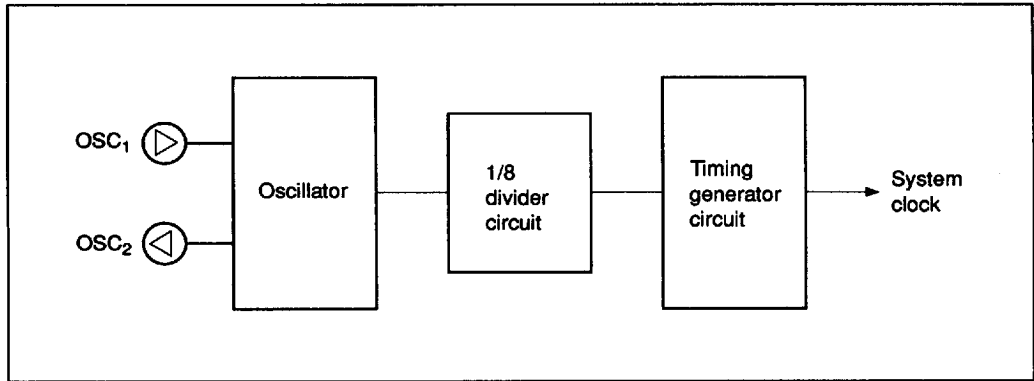 OSC₁
OSC₂
Oscillator
1/8
divider
circuit
Timing
generator
circuit
System
clock